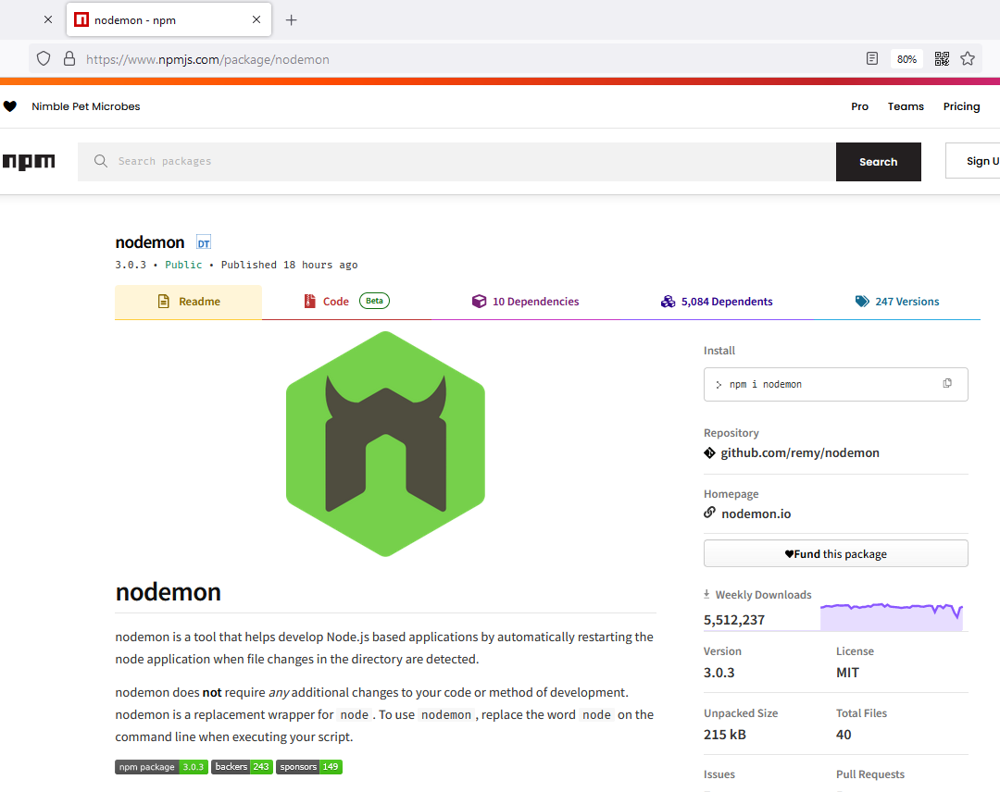 nodemon - npm
https://www.npmjs.com/package/nodemon
80%
Nimble Pet Microbes
Pro
Teams
Pricing
npm
Search packages
Search
Sign U
nodemon DT
3.0.3 • Public • Published 18 hours ago
Readme
Code Beta
10 Dependencies
5,084 Dependents
247 Versions
Install
> npm i nodemon
Repository
github.com/remy/nodemon
Homepage
nodemon.io
Fund this package
Weekly Downloads
5,512,237
Version
3.0.3
License
MIT
Unpacked Size
215 kB
Total Files
40
Issues
Pull Requests
nodemon
nodemon is a tool that helps develop Node.js based applications by automatically restarting the
node application when file changes in the directory are detected.
nodemon does not require any additional changes to your code or method of development.
nodemon is a replacement wrapper for node . To use nodemon , replace the word node on the
command line when executing your script.
npm package 3.0.3 backers 243 sponsors 149